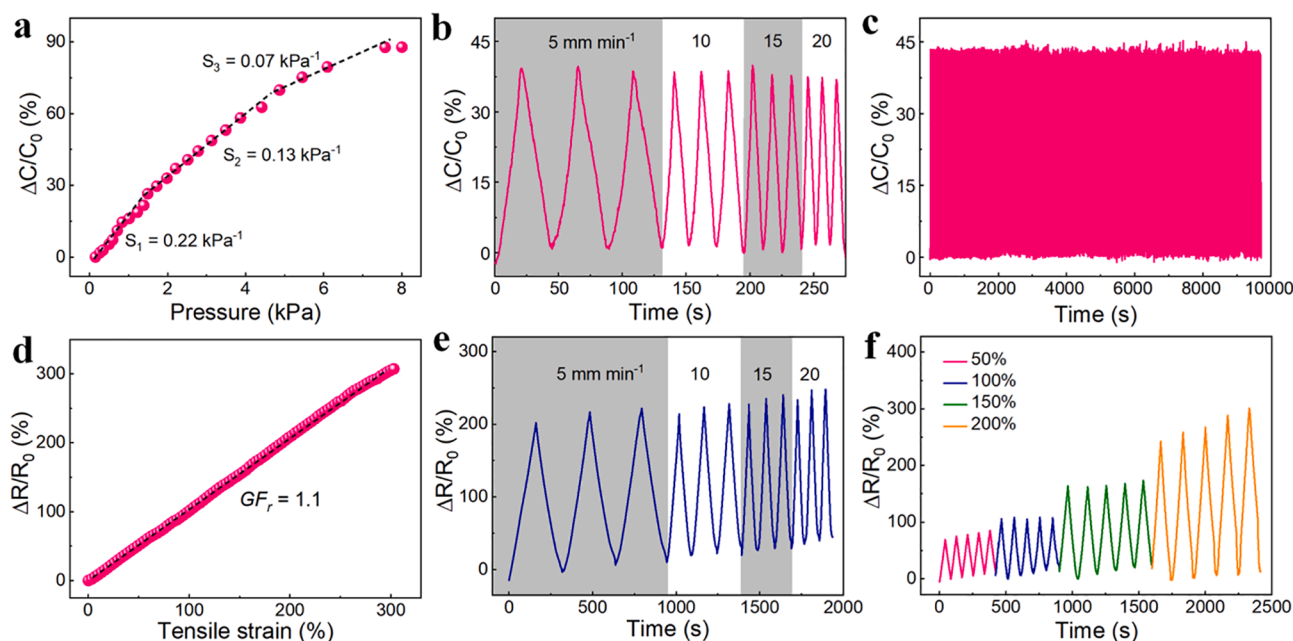 a
ΔC/C₀ (%)
90
60
30
0
S₃ = 0.07 kPa⁻¹
S₂ = 0.13 kPa⁻¹
S₁ = 0.22 kPa⁻¹
0 2 4 6 8
Pressure (kPa)
b
ΔC/C₀ (%)
45
30
15
0
5 mm min⁻¹ 10 15 20
0 50 100 150 200 250
Time (s)
c
ΔC/C₀ (%)
45
30
15
0
0 2000 4000 6000 8000 10000
Time (s)
d
ΔR/R₀ (%)
300
200
100
0
GFᵣ = 1.1
0 100 200 300
Tensile strain (%)
e
ΔR/R₀ (%)
300
200
100
0
5 mm min⁻¹ 10 15 20
0 500 1000 1500 2000
Time (s)
f
ΔR/R₀ (%)
400
300
200
100
0
50%
100%
150%
200%
0 500 1000 1500 2000 2500
Time (s)